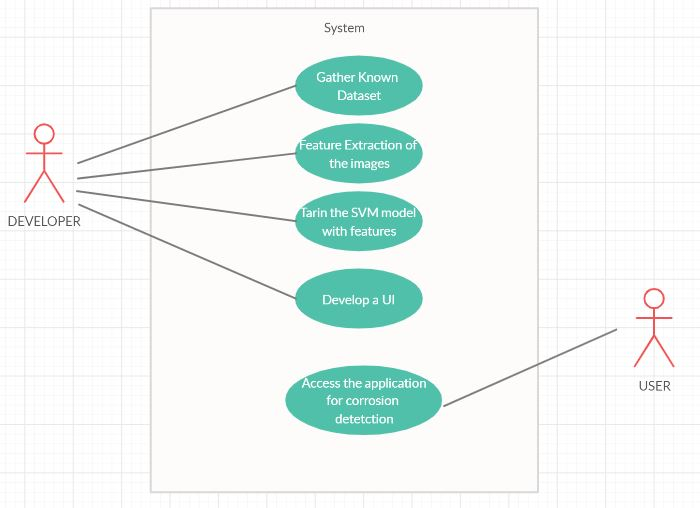 System
Gather Known
Dataset
Feature Extraction of
the images
Tarin the SVM model
with features
DEVELOPER
Develop a UI
Access the application
for corrosion
detetction
USER